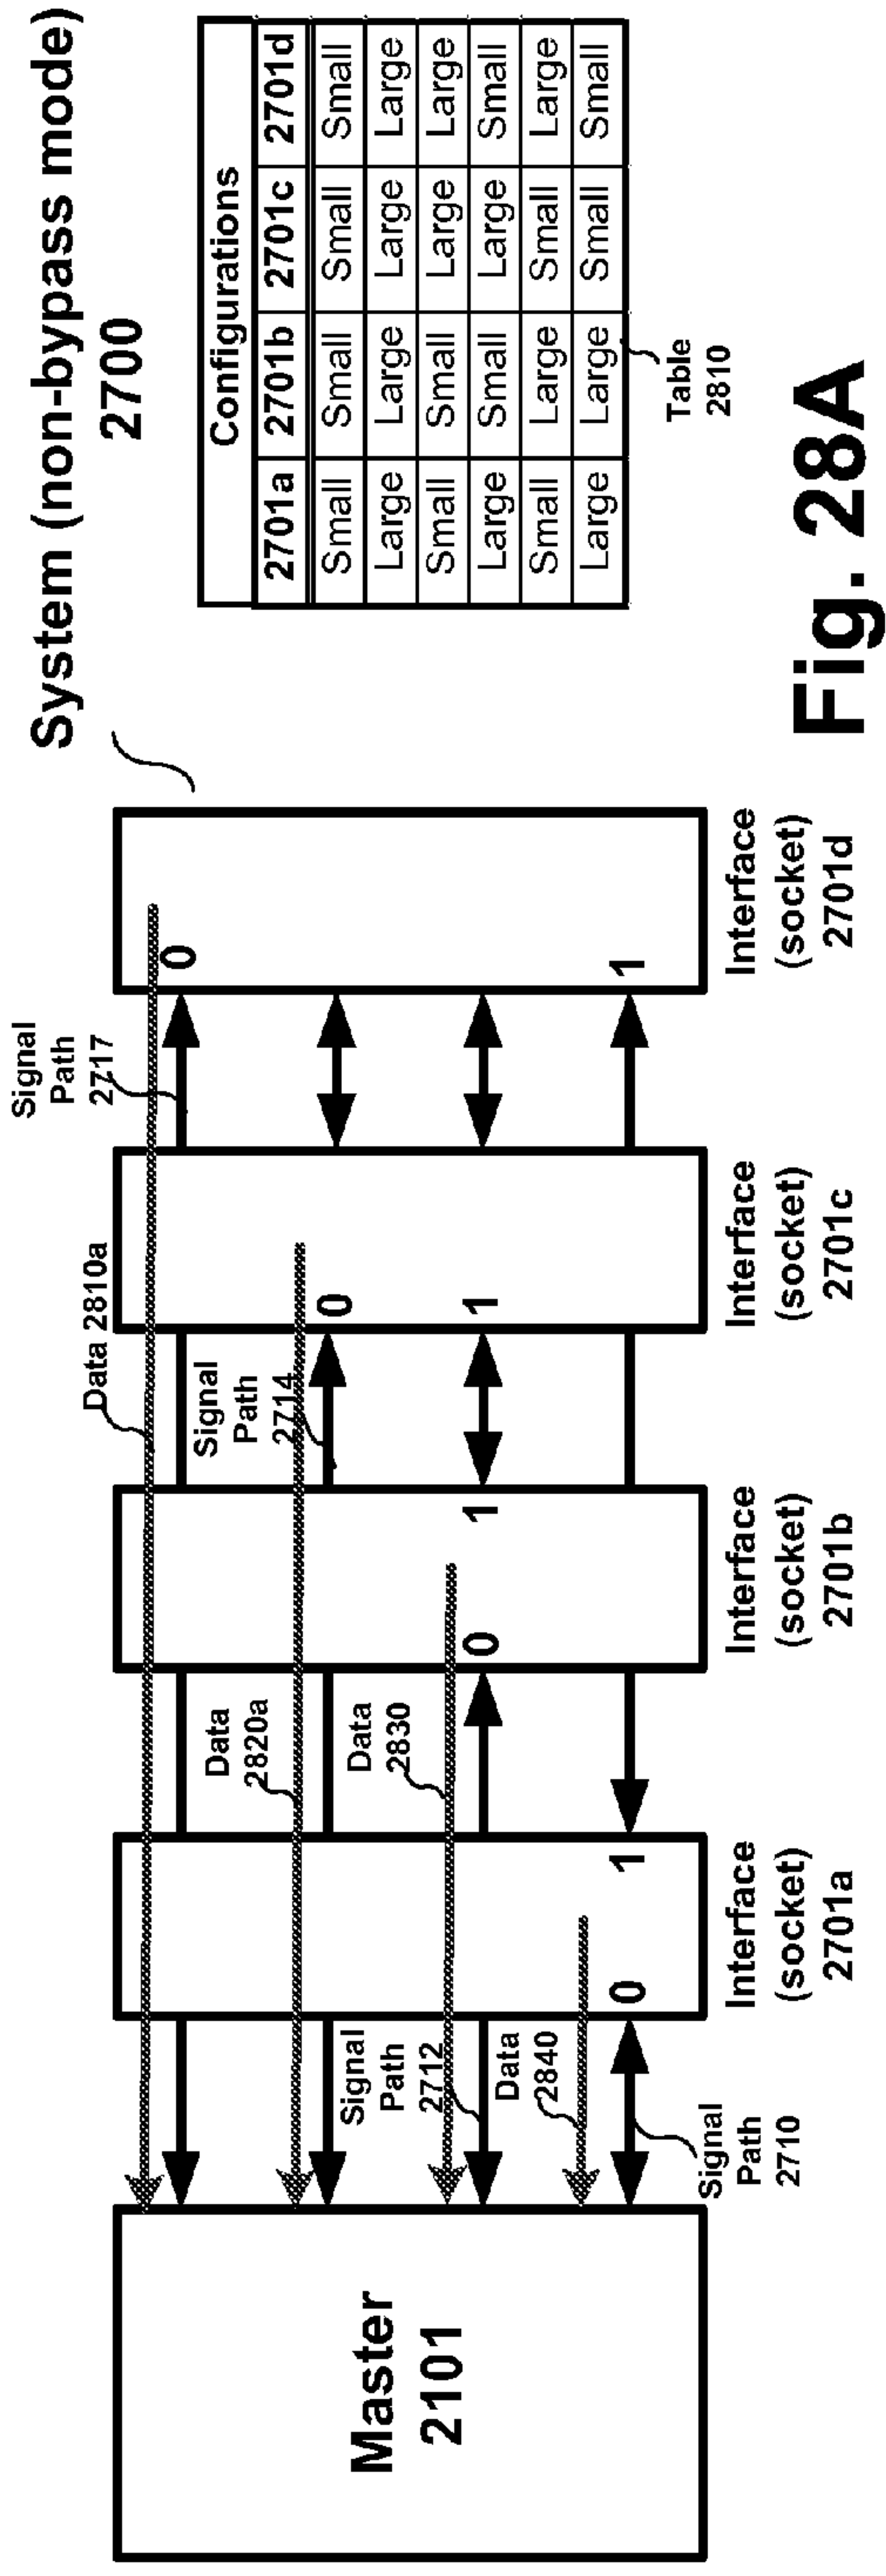 System (non-bypass mode)
2700
Configurations
2701a 2701b 2701c 2701d
Small Small Small Small
Large Large Large Large
Small Small Large Large
Large Small Large Small
Small Large Small Large
Large Large Small Small
Table
2810
Signal
Path
2717
Data 2810a
0
1
Signal
Path
2714
0
1
1
0
Data
2820a
Data
2830
1
0
Signal
Path
2712
Data
2840
Signal
Path
2710
Master
2101
Interface
(socket)
2701a
Interface
(socket)
2701b
Interface
(socket)
2701c
Interface
(socket)
2701d
Fig. 28A